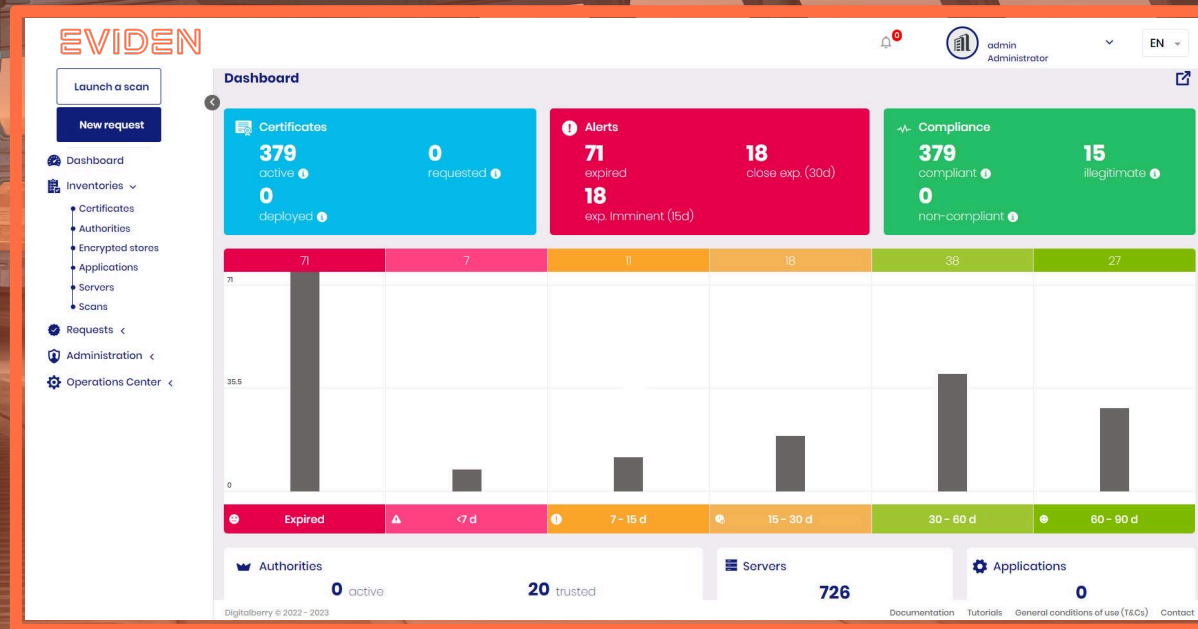 EVIDEN
0
admin
Administrator
EN
Launch a scan
New request
Dashboard
Inventories
Certificates
Authorities
Encrypted stores
Applications
Servers
Scans
Requests
Administration
Operations Center
Dashboard
Certificates
379
active
0
requested
0
deployed
Alerts
71
expired
18
close exp. (30d)
18
exp. Imminent (15d)
Compliance
379
compliant
15
illegitimate
0
non-compliant
71 7 11 18 38 27
71
35.5
0
Expired <7 d 7 - 15 d 15 - 30 d 30 - 60 d 60 - 90 d
Authorities
0 active 20 trusted
Servers
726
Applications
0
Digitalberry © 2022 - 2023
Documentation Tutorials General conditions of use (T&Cs) Contact